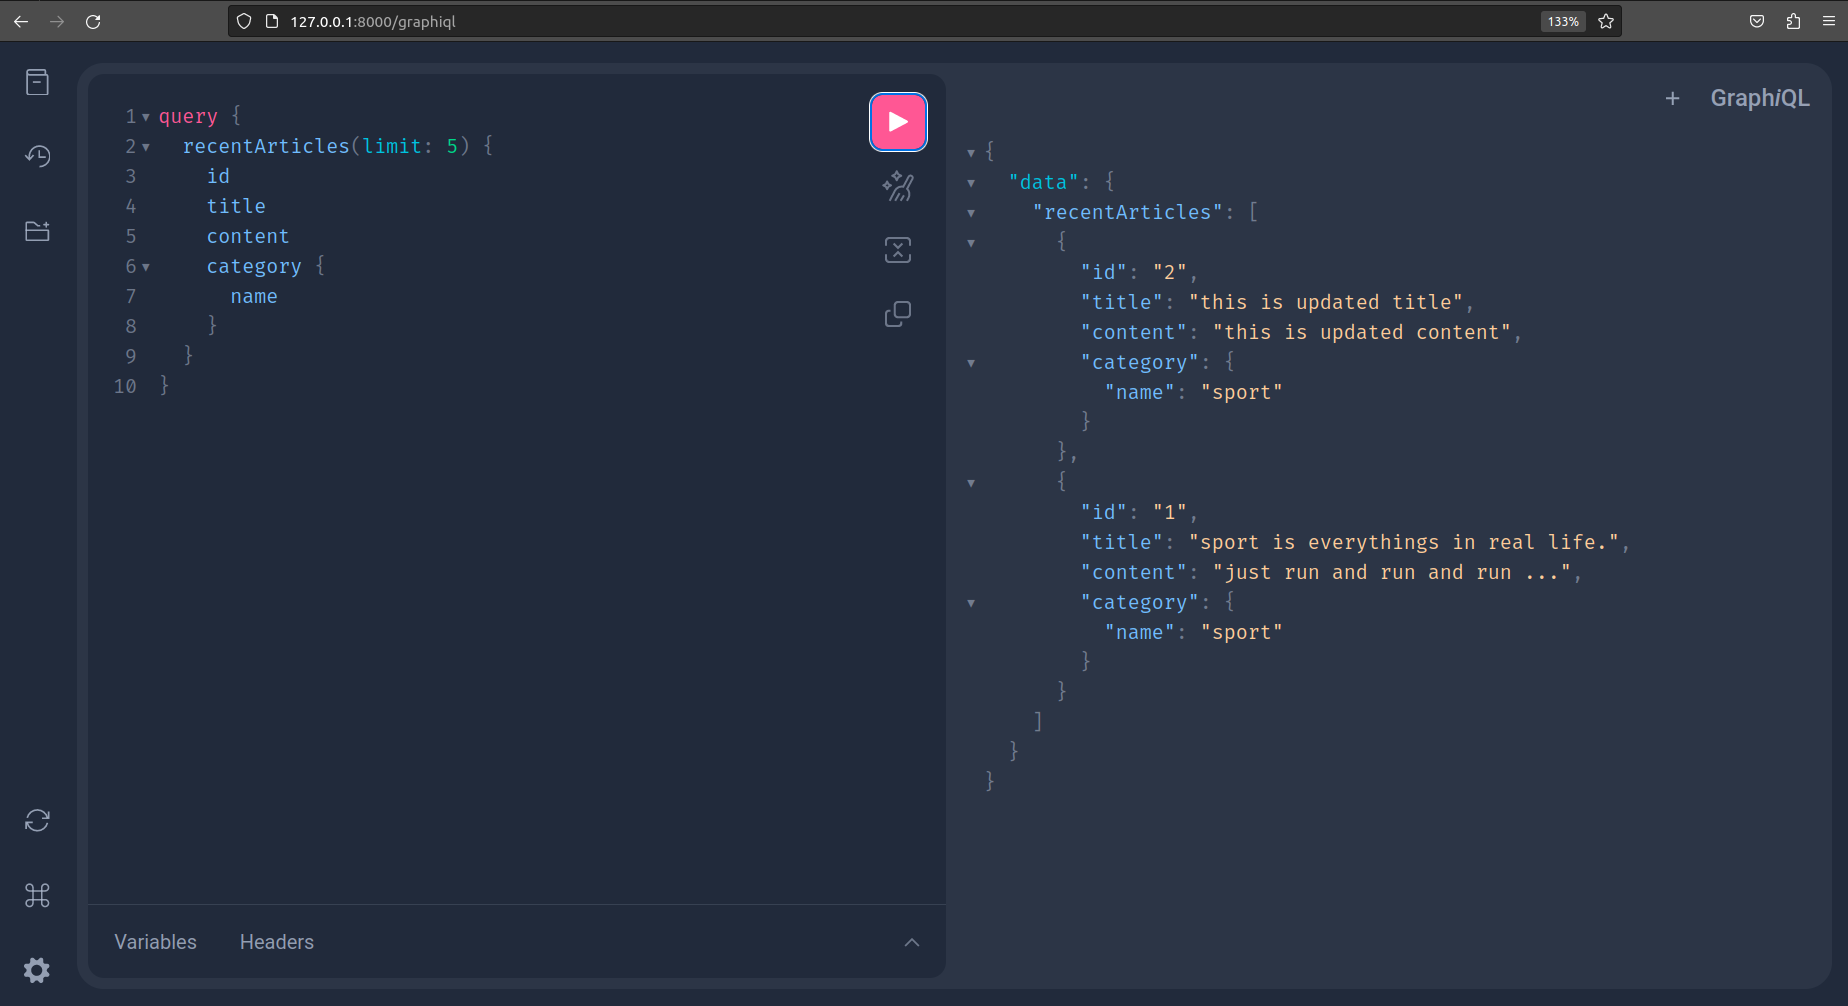 127.0.0.1:8000/graphiql
133%
1 query {
2 recentArticles(limit: 5) {
3 id
4 title
5 content
6 category {
7 name
8 }
9 }
10 }
Variables Headers
+ GraphiQL
{
"data": {
"recentArticles": [
{
"id": "2",
"title": "this is updated title",
"content": "this is updated content",
"category": {
"name": "sport"
}
},
{
"id": "1",
"title": "sport is everythings in real life.",
"content": "just run and run and run ...",
"category": {
"name": "sport"
}
}
]
}
}